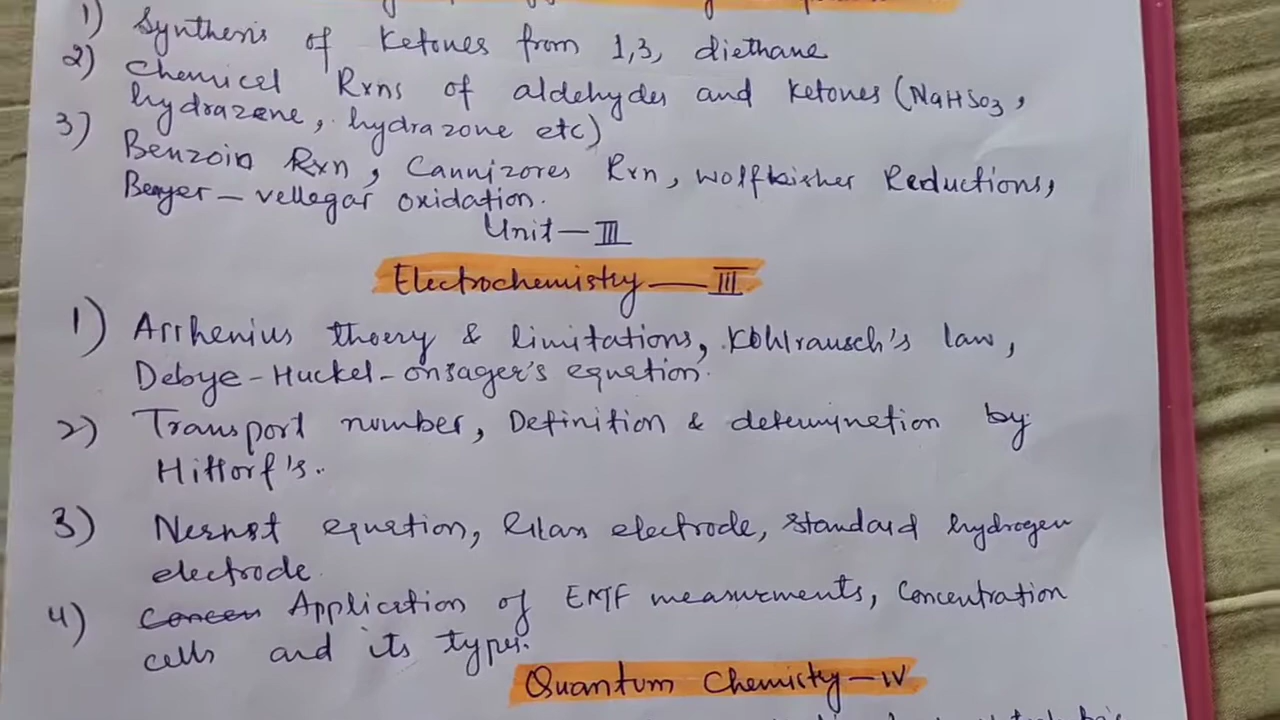 1) Synthesis of Ketones from 1,3, diethane
2) Chemical Rxns of aldehydes and ketones (NaHSO3,
hydrazene, hydrazone etc)
3) Benzoin Rxn, Cannizores Rxn, wolfkisher Reductions,
Beayer-vellegar oxidation.
Unit-III
Electrochemistry-III
1) Arrhenius theory & limitations, Kohlrausch's law,
Debye-Huckel-onsager's equation.
2) Transport number, Definition & determination by
Hittorf's..
3) Nernst equation, Glass electrode, standard hydrogen
electrode.
4) Application of EMF measurements, Concentration
cells and its types.
Quantum Chemistry-IV